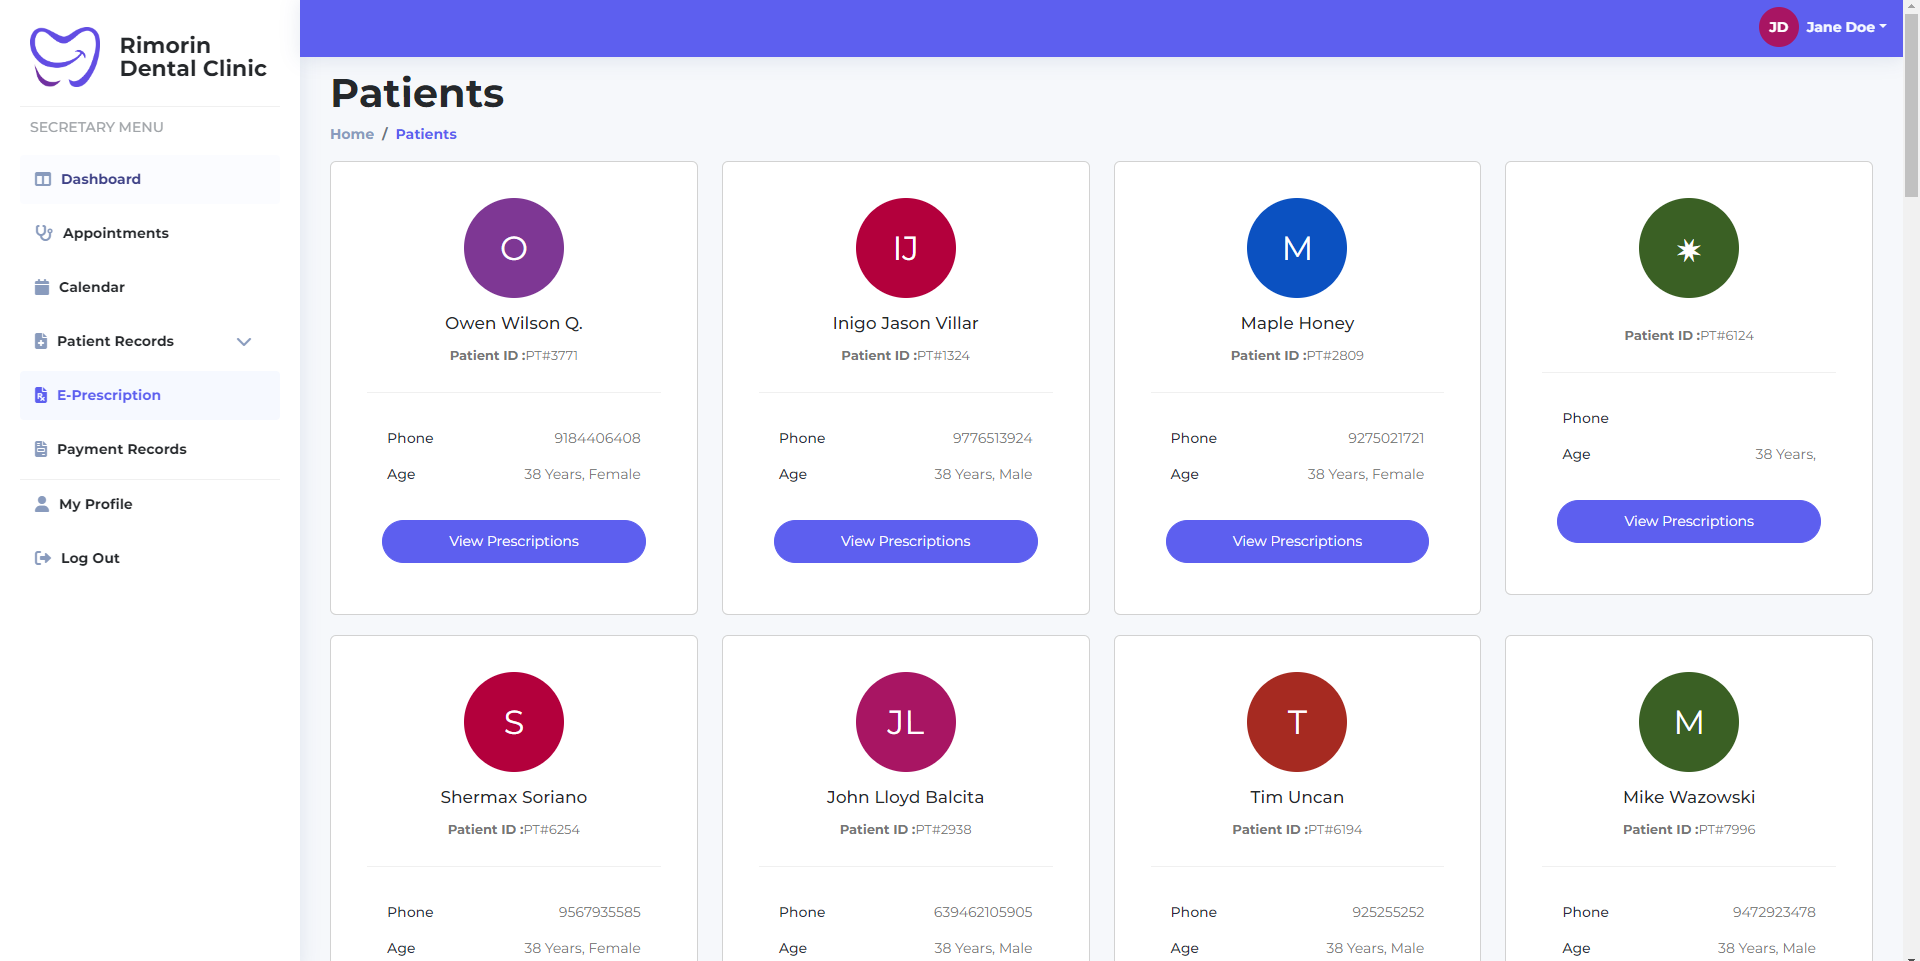 Rimorin
Dental Clinic
SECRETARY MENU
Dashboard
Appointments
Calendar
Patient Records
E-Prescription
Payment Records
My Profile
Log Out
JD Jane Doe
Patients
Home / Patients
O
Owen Wilson Q.
Patient ID :PT#3771
Phone 9184406408
Age 38 Years, Female
View Prescriptions
IJ
Inigo Jason Villar
Patient ID :PT#1324
Phone 9776513924
Age 38 Years, Male
View Prescriptions
M
Maple Honey
Patient ID :PT#2809
Phone 9275021721
Age 38 Years, Female
View Prescriptions
Patient ID :PT#6124
Phone
Age 38 Years,
View Prescriptions
S
Shermax Soriano
Patient ID :PT#6254
Phone 9567935585
Age 38 Years, Female
JL
John Lloyd Balcita
Patient ID :PT#2938
Phone 639462105905
Age 38 Years, Male
T
Tim Uncan
Patient ID :PT#6194
Phone 925255252
Age 38 Years, Male
M
Mike Wazowski
Patient ID :PT#7996
Phone 9472923478
Age 38 Years, Male